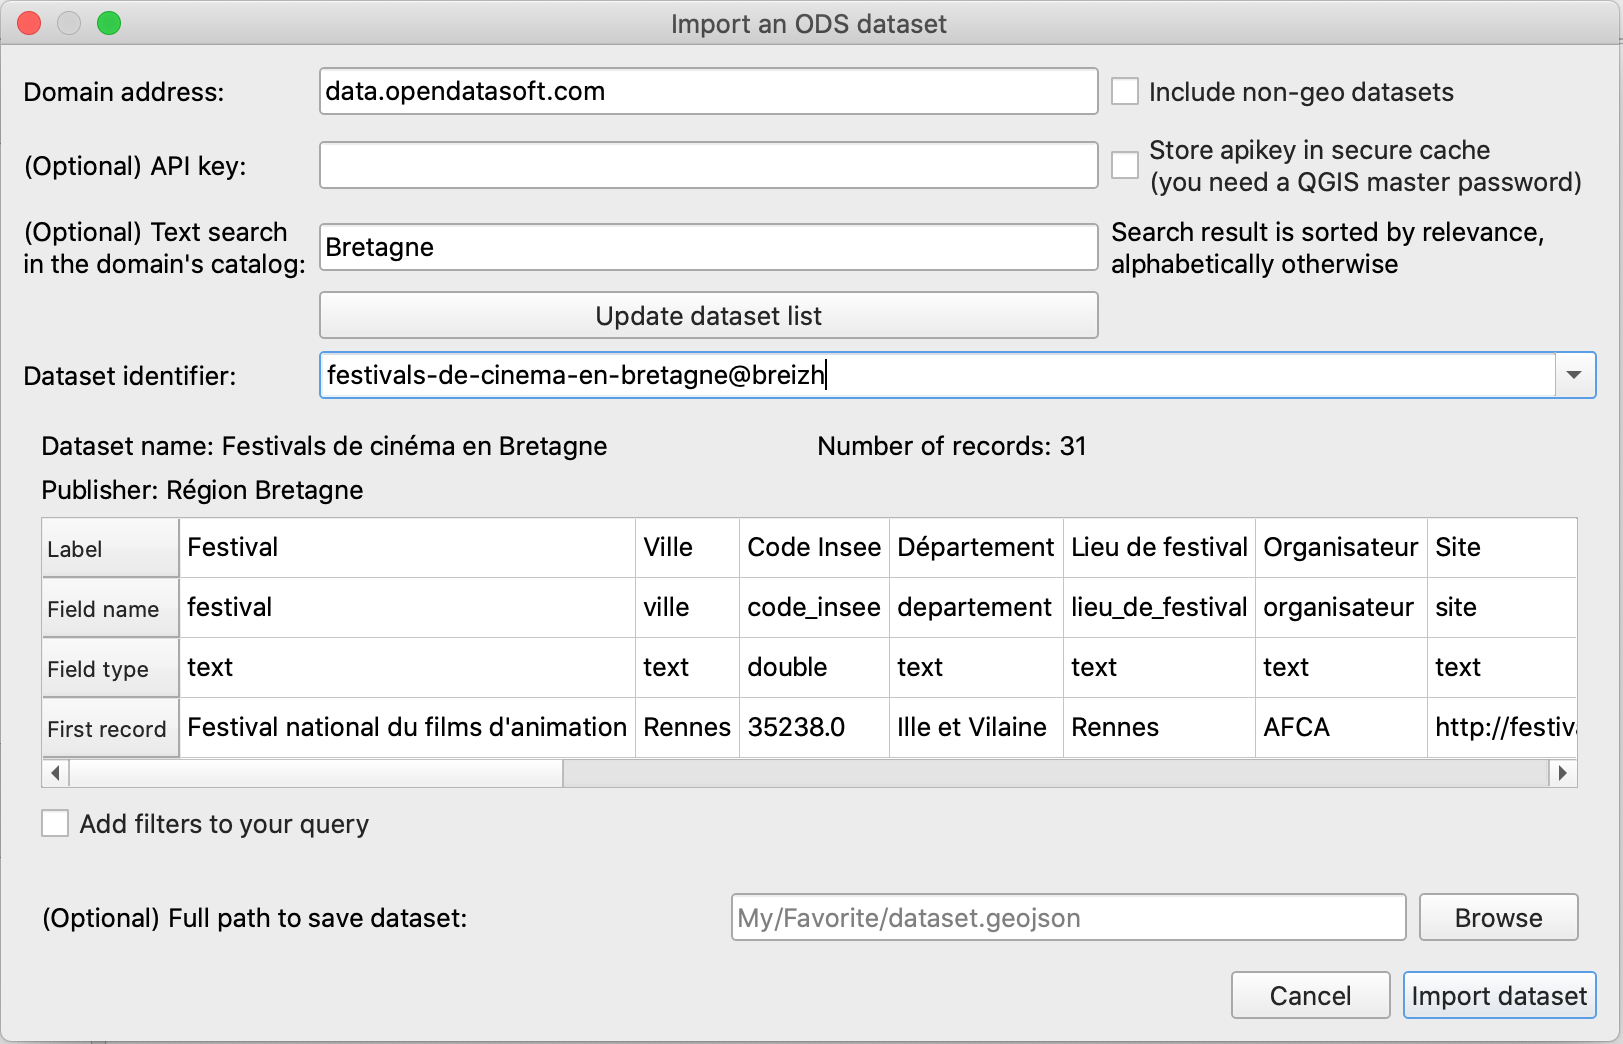 Import an ODS dataset
Domain address: data.opendatasoft.com Include non-geo datasets
(Optional) API key: Store apikey in secure cache
(you need a QGIS master password)
(Optional) Text search
in the domain's catalog: Bretagne Search result is sorted by relevance,
alphabetically otherwise
Update dataset list
Dataset identifier: festivals-de-cinema-en-bretagne@breizh
Dataset name: Festivals de cinéma en Bretagne Number of records: 31
Publisher: Région Bretagne
Label Festival Ville Code Insee Département Lieu de festival Organisateur Site
Field name festival ville code_insee departement lieu_de_festival organisateur site
Field type text text double text text text text
First record Festival national du films d'animation Rennes 35238.0 Ille et Vilaine Rennes AFCA http://festiv
Add filters to your query
(Optional) Full path to save dataset: My/Favorite/dataset.geojson Browse
Cancel Import dataset